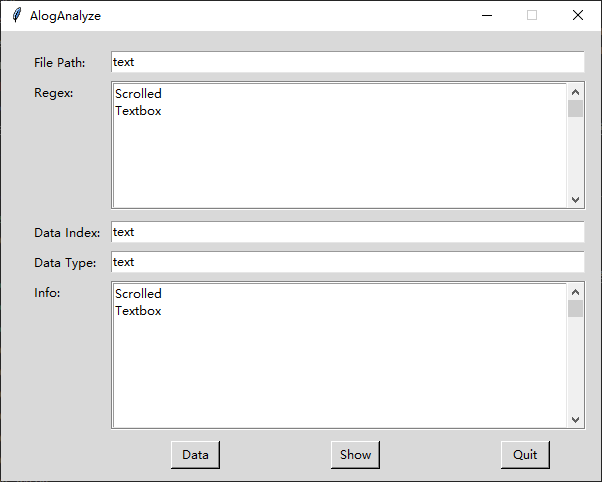 AlogAnalyze
File Path: text
Regex: Scrolled
Textbox
Data Index: text
Data Type: text
Info: Scrolled
Textbox
Data Show Quit